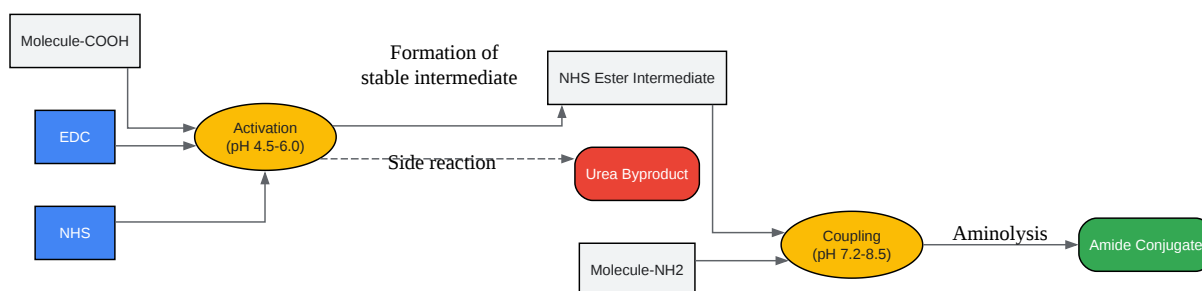 Molecule-COOH
EDC
NHS
Activation
(pH 4.5-6.0)
Formation of
stable intermediate
Side reaction
NHS Ester Intermediate
Urea Byproduct
Molecule-NH2
Coupling
(pH 7.2-8.5)
Aminolysis
Amide Conjugate